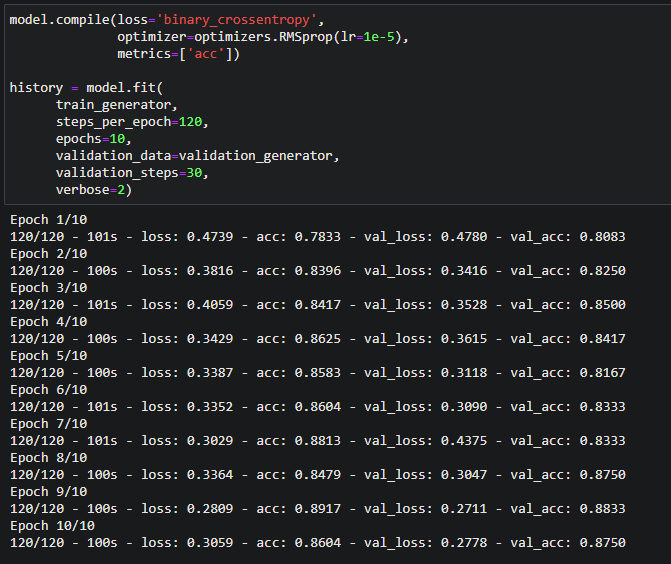 model.compile(loss='binary_crossentropy',
              optimizer=optimizers.RMSprop(lr=1e-5),
              metrics=['acc'])

history = model.fit(
      train_generator,
      steps_per_epoch=120,
      epochs=10,
      validation_data=validation_generator,
      validation_steps=30,
      verbose=2)
Epoch 1/10
120/120 - 101s - loss: 0.4739 - acc: 0.7833 - val_loss: 0.4780 - val_acc: 0.8083
Epoch 2/10
120/120 - 100s - loss: 0.3816 - acc: 0.8396 - val_loss: 0.3416 - val_acc: 0.8250
Epoch 3/10
120/120 - 101s - loss: 0.4059 - acc: 0.8417 - val_loss: 0.3528 - val_acc: 0.8500
Epoch 4/10
120/120 - 100s - loss: 0.3429 - acc: 0.8625 - val_loss: 0.3615 - val_acc: 0.8417
Epoch 5/10
120/120 - 100s - loss: 0.3387 - acc: 0.8583 - val_loss: 0.3118 - val_acc: 0.8167
Epoch 6/10
120/120 - 101s - loss: 0.3352 - acc: 0.8604 - val_loss: 0.3090 - val_acc: 0.8333
Epoch 7/10
120/120 - 101s - loss: 0.3029 - acc: 0.8813 - val_loss: 0.4375 - val_acc: 0.8333
Epoch 8/10
120/120 - 100s - loss: 0.3364 - acc: 0.8479 - val_loss: 0.3047 - val_acc: 0.8750
Epoch 9/10
120/120 - 100s - loss: 0.2809 - acc: 0.8917 - val_loss: 0.2711 - val_acc: 0.8833
Epoch 10/10
120/120 - 100s - loss: 0.3059 - acc: 0.8604 - val_loss: 0.2778 - val_acc: 0.8750